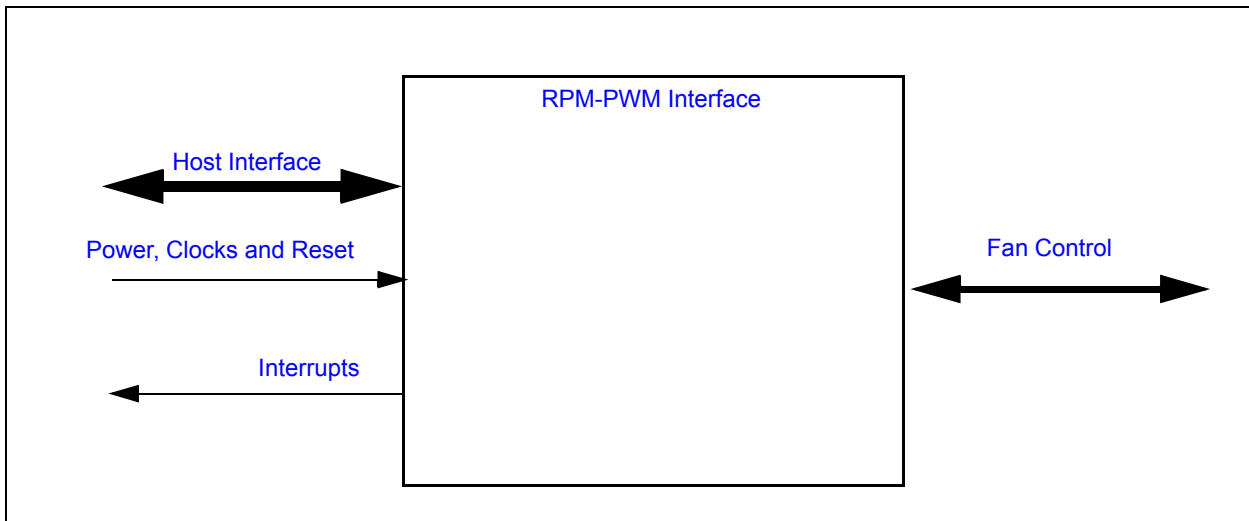 RPM-PWM Interface
Host Interface
Power, Clocks and Reset
Fan Control
Interrupts